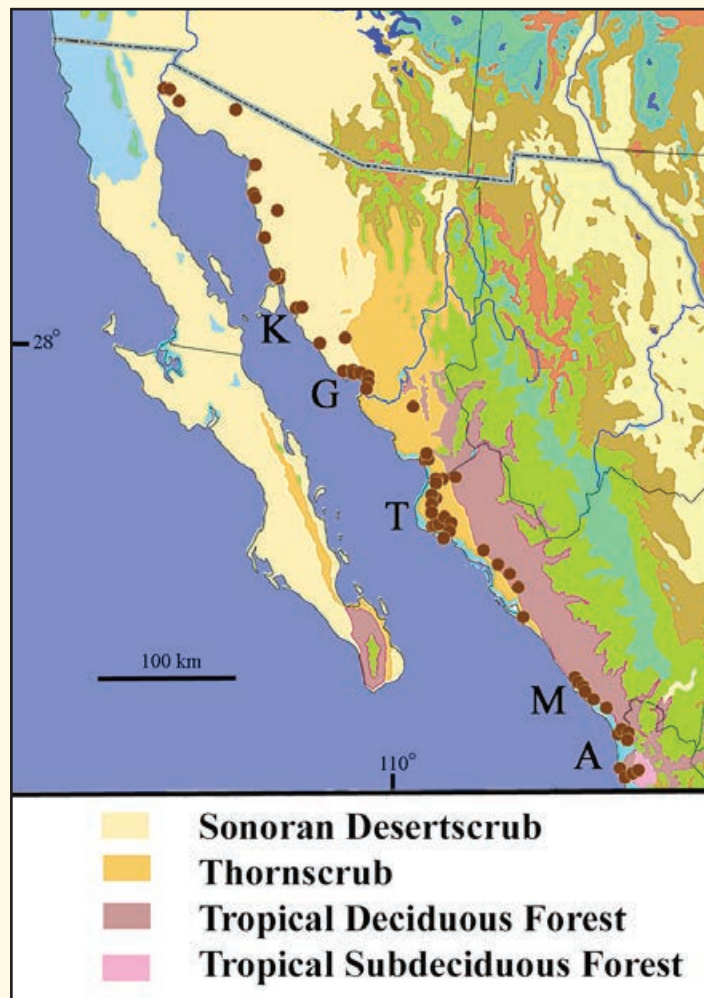 K
28°
G
T
100 km
M
A
110°
Sonoran Desertscrub
Thornscrub
Tropical Deciduous Forest
Tropical Subdeciduous Forest